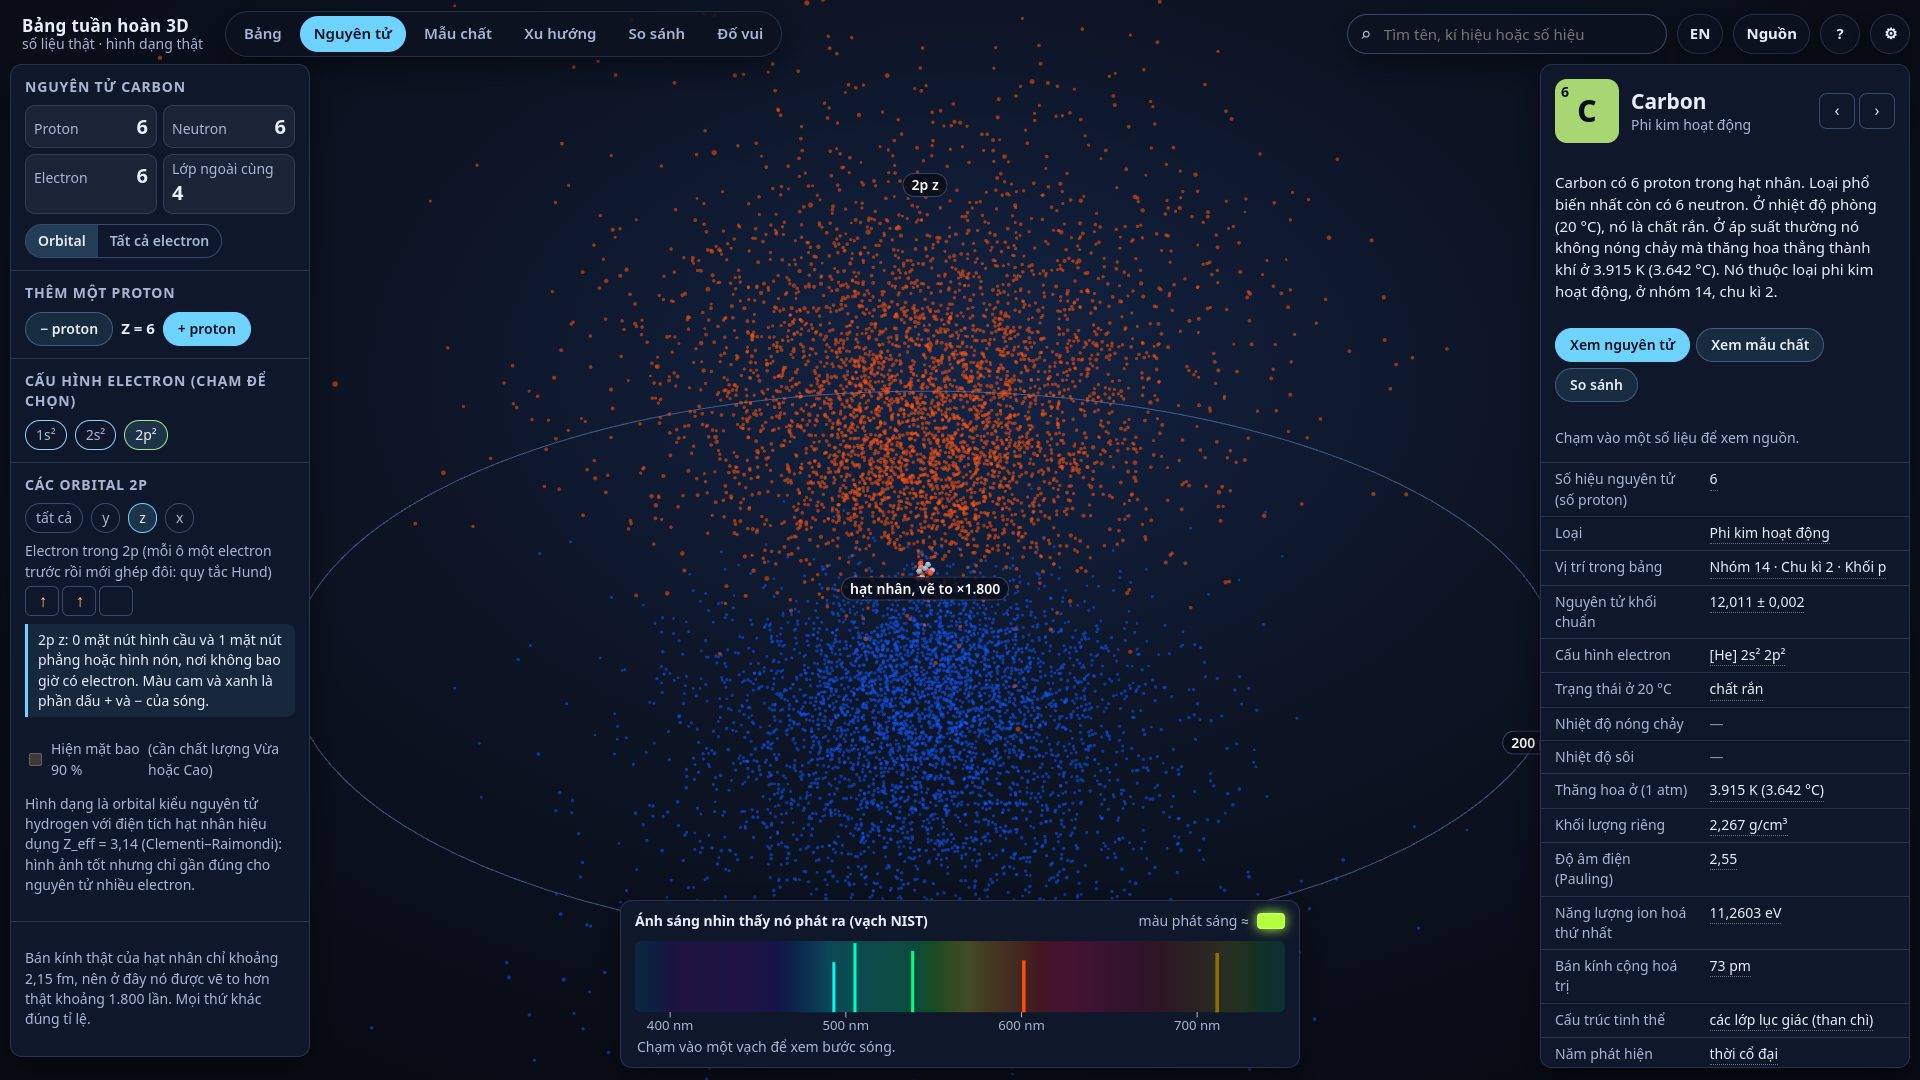 Bảng tuần hoàn 3D
số liệu thật · hình dạng thật
Bảng
Nguyên tử
Mẫu chất
Xu hướng
So sánh
Đố vui
Tìm tên, kí hiệu hoặc số hiệu
EN
Nguồn
?
NGUYÊN TỬ CARBON
Proton 6
Neutron 6
Electron 6
Lớp ngoài cùng
4
Orbital
Tất cả electron
THÊM MỘT PROTON
− proton
Z = 6
+ proton
CẤU HÌNH ELECTRON (CHẠM ĐỂ
CHỌN)
1s²
2s²
2p²
CÁC ORBITAL 2P
tất cả
y
z
x
Electron trong 2p (mỗi ô một electron
trước rồi mới ghép đôi: quy tắc Hund)
↑
↑
2p z: 0 mặt nút hình cầu và 1 mặt nút
phẳng hoặc hình nón, nơi không bao
giờ có electron. Màu cam và xanh là
phần dấu + và − của sóng.
Hiện mặt bao
90 %
(cần chất lượng Vừa
hoặc Cao)
Hình dạng là orbital kiểu nguyên tử
hydrogen với điện tích hạt nhân hiệu
dụng Z_eff = 3,14 (Clementi–Raimondi):
hình ảnh tốt nhưng chỉ gần đúng cho
nguyên tử nhiều electron.
Bán kính thật của hạt nhân chỉ khoảng
2,15 fm, nên ở đây nó được vẽ to hơn
thật khoảng 1.800 lần. Mọi thứ khác
đúng tỉ lệ.
2p z
hạt nhân, vẽ to ×1.800
200
Ánh sáng nhìn thấy nó phát ra (vạch NIST)
màu phát sáng ≈
400 nm
500 nm
600 nm
700 nm
Chạm vào một vạch để xem bước sóng.
6
C
Carbon
Phi kim hoạt động
‹
›
Carbon có 6 proton trong hạt nhân. Loại phổ
biến nhất còn có 6 neutron. Ở nhiệt độ phòng
(20 °C), nó là chất rắn. Ở áp suất thường nó
không nóng chảy mà thăng hoa thẳng thành
khí ở 3.915 K (3.642 °C). Nó thuộc loại phi kim
hoạt động, ở nhóm 14, chu kì 2.
Xem nguyên tử
Xem mẫu chất
So sánh
Chạm vào một số liệu để xem nguồn.
Số hiệu nguyên tử
(số proton)
6
Loại
Phi kim hoạt động
Vị trí trong bảng
Nhóm 14 · Chu kì 2 · Khối p
Nguyên tử khối
chuẩn
12,011 ± 0,002
Cấu hình electron
[He] 2s² 2p²
Trạng thái ở 20 °C
chất rắn
Nhiệt độ nóng chảy
—
Nhiệt độ sôi
—
Thăng hoa ở (1 atm)
3.915 K (3.642 °C)
Khối lượng riêng
2,267 g/cm³
Độ âm điện
(Pauling)
2,55
Năng lượng ion hoá
thứ nhất
11,2603 eV
Bán kính cộng hoá
trị
73 pm
Cấu trúc tinh thể
các lớp lục giác (than chì)
Năm phát hiện
thời cổ đại